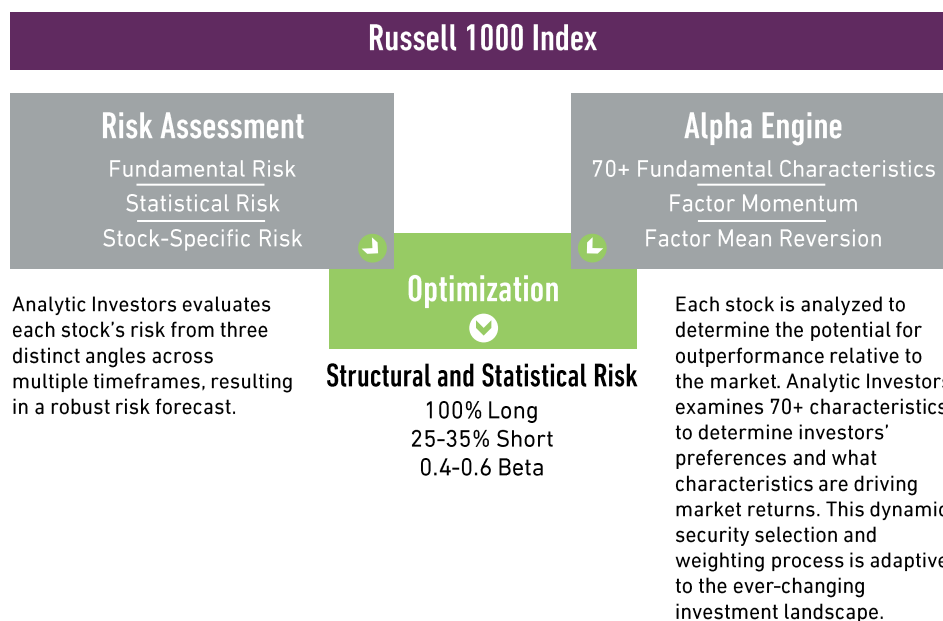 Russell 1000 Index
Risk Assessment
Fundamental Risk
Statistical Risk
Stock-Specific Risk
Alpha Engine
70+ Fundamental Characteristics
Factor Momentum
Factor Mean Reversion
Optimization
Analytic Investors evaluates
each stock's risk from three
distinct angles across
multiple timeframes, resulting
in a robust risk forecast.
Structural and Statistical Risk
100% Long
25-35% Short
0.4-0.6 Beta
Each stock is analyzed to
determine the potential for
outperformance relative to
the market. Analytic Investors
examines 70+ characteristics
to determine investors'
preferences and what
characteristics are driving
market returns. This dynamic
security selection and
weighting process is adaptive
to the ever-changing
investment landscape.